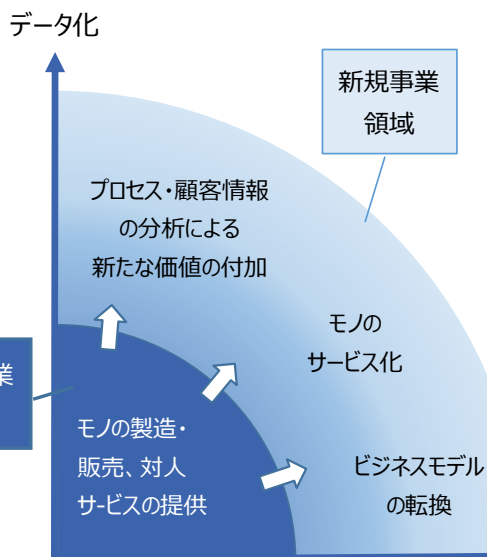 データ化
新規事業
領域
プロセス・顧客情報
の分析による
新たな価値の付加
モノの
サービス化
業
モノの製造・
販売、対人
サービスの提供
ビジネスモデル
の転換